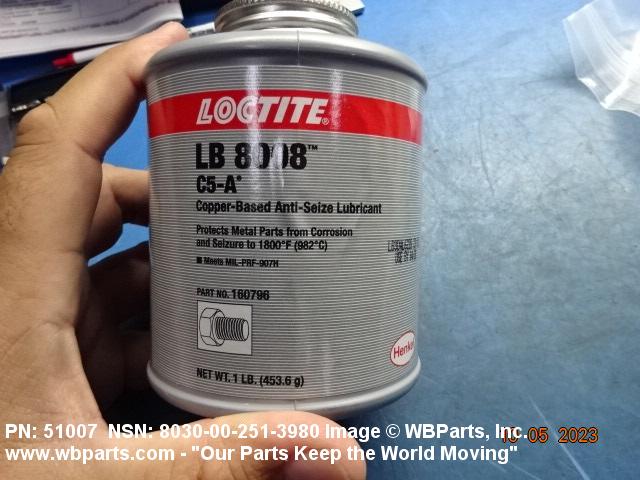 LOCTITE®
LB 8008™
C5-A®
Copper-Based Anti-Seize Lubricant
Protects Metal Parts from Corrosion
and Seizure to 1800°F (982°C)
■ Meets MIL-PRF-907H
USE BY
PART NO. 160796
Henkel
NET WT. 1 LB. (453.6 g)
PN: 51007 NSN: 8030-00-251-3980 Image © WBParts, Inc.
10 05 2023
www.wbparts.com - "Our Parts Keep the World Moving"